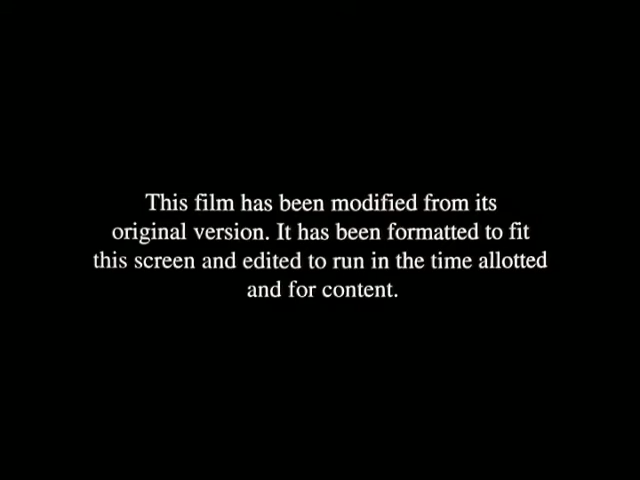 This film has been modified from its
original version. It has been formatted to fit
this screen and edited to run in the time allotted
and for content.